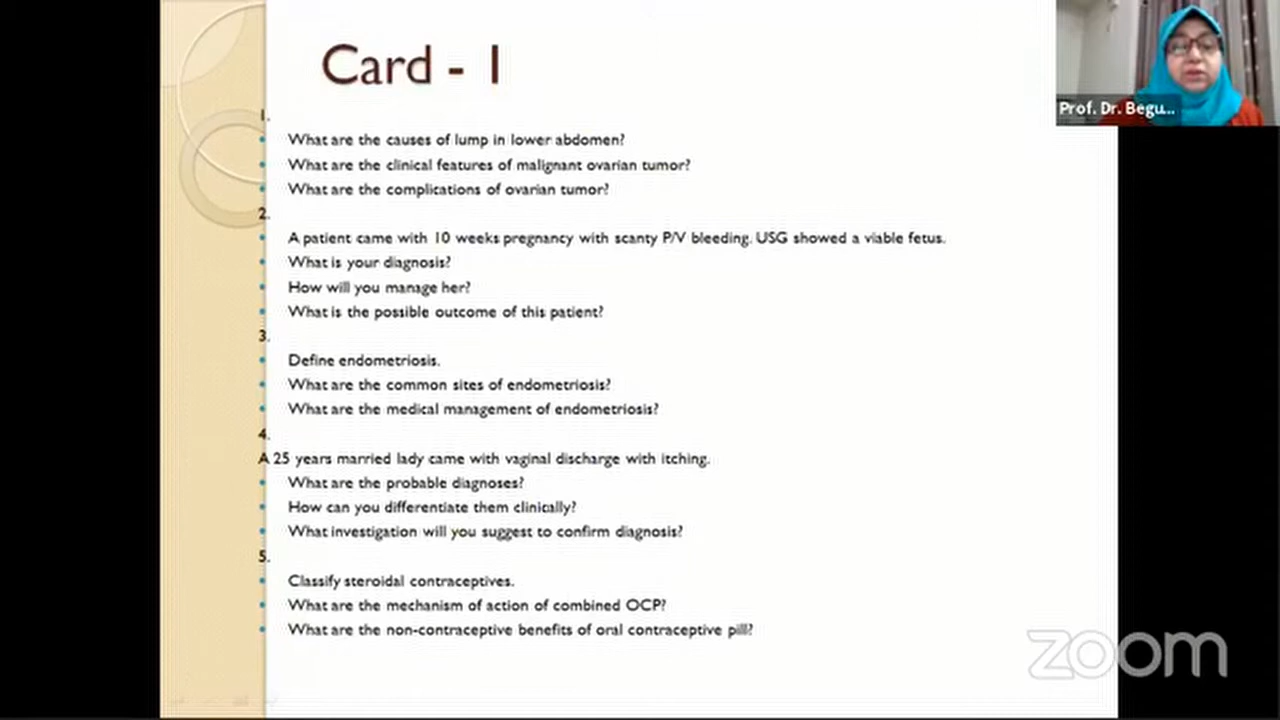 Card - 1
Prof. Dr. Begu...
1.
• What are the causes of lump in lower abdomen?
• What are the clinical features of malignant ovarian tumor?
• What are the complications of ovarian tumor?
2.
• A patient came with 10 weeks pregnancy with scanty P/V bleeding. USG showed a viable fetus.
• What is your diagnosis?
• How will you manage her?
• What is the possible outcome of this patient?
3.
• Define endometriosis.
• What are the common sites of endometriosis?
• What are the medical management of endometriosis?
4.
A 25 years married lady came with vaginal discharge with itching.
• What are the probable diagnoses?
• How can you differentiate them clinically?
• What investigation will you suggest to confirm diagnosis?
5.
• Classify steroidal contraceptives.
• What are the mechanism of action of combined OCP?
• What are the non-contraceptive benefits of oral contraceptive pill?
zoom